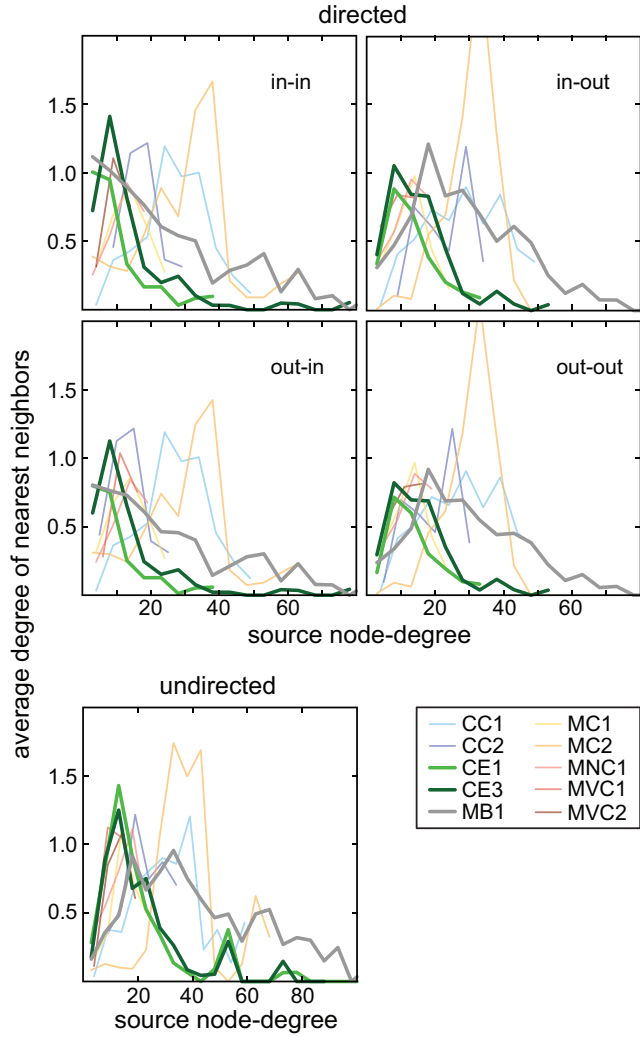 directed
in-in
in-out
1.5
1.0
0.5
out-in
out-out
1.5
1.0
0.5
20 40 60
20 40 60
source node-degree
source node-degree
average degree of nearest neighbors
undirected
1.5
1.0
0.5
20 40 60 80
source node-degree
CC1 MC1
CC2 MC2
CE1 MNC1
CE3 MVC1
MB1 MVC2